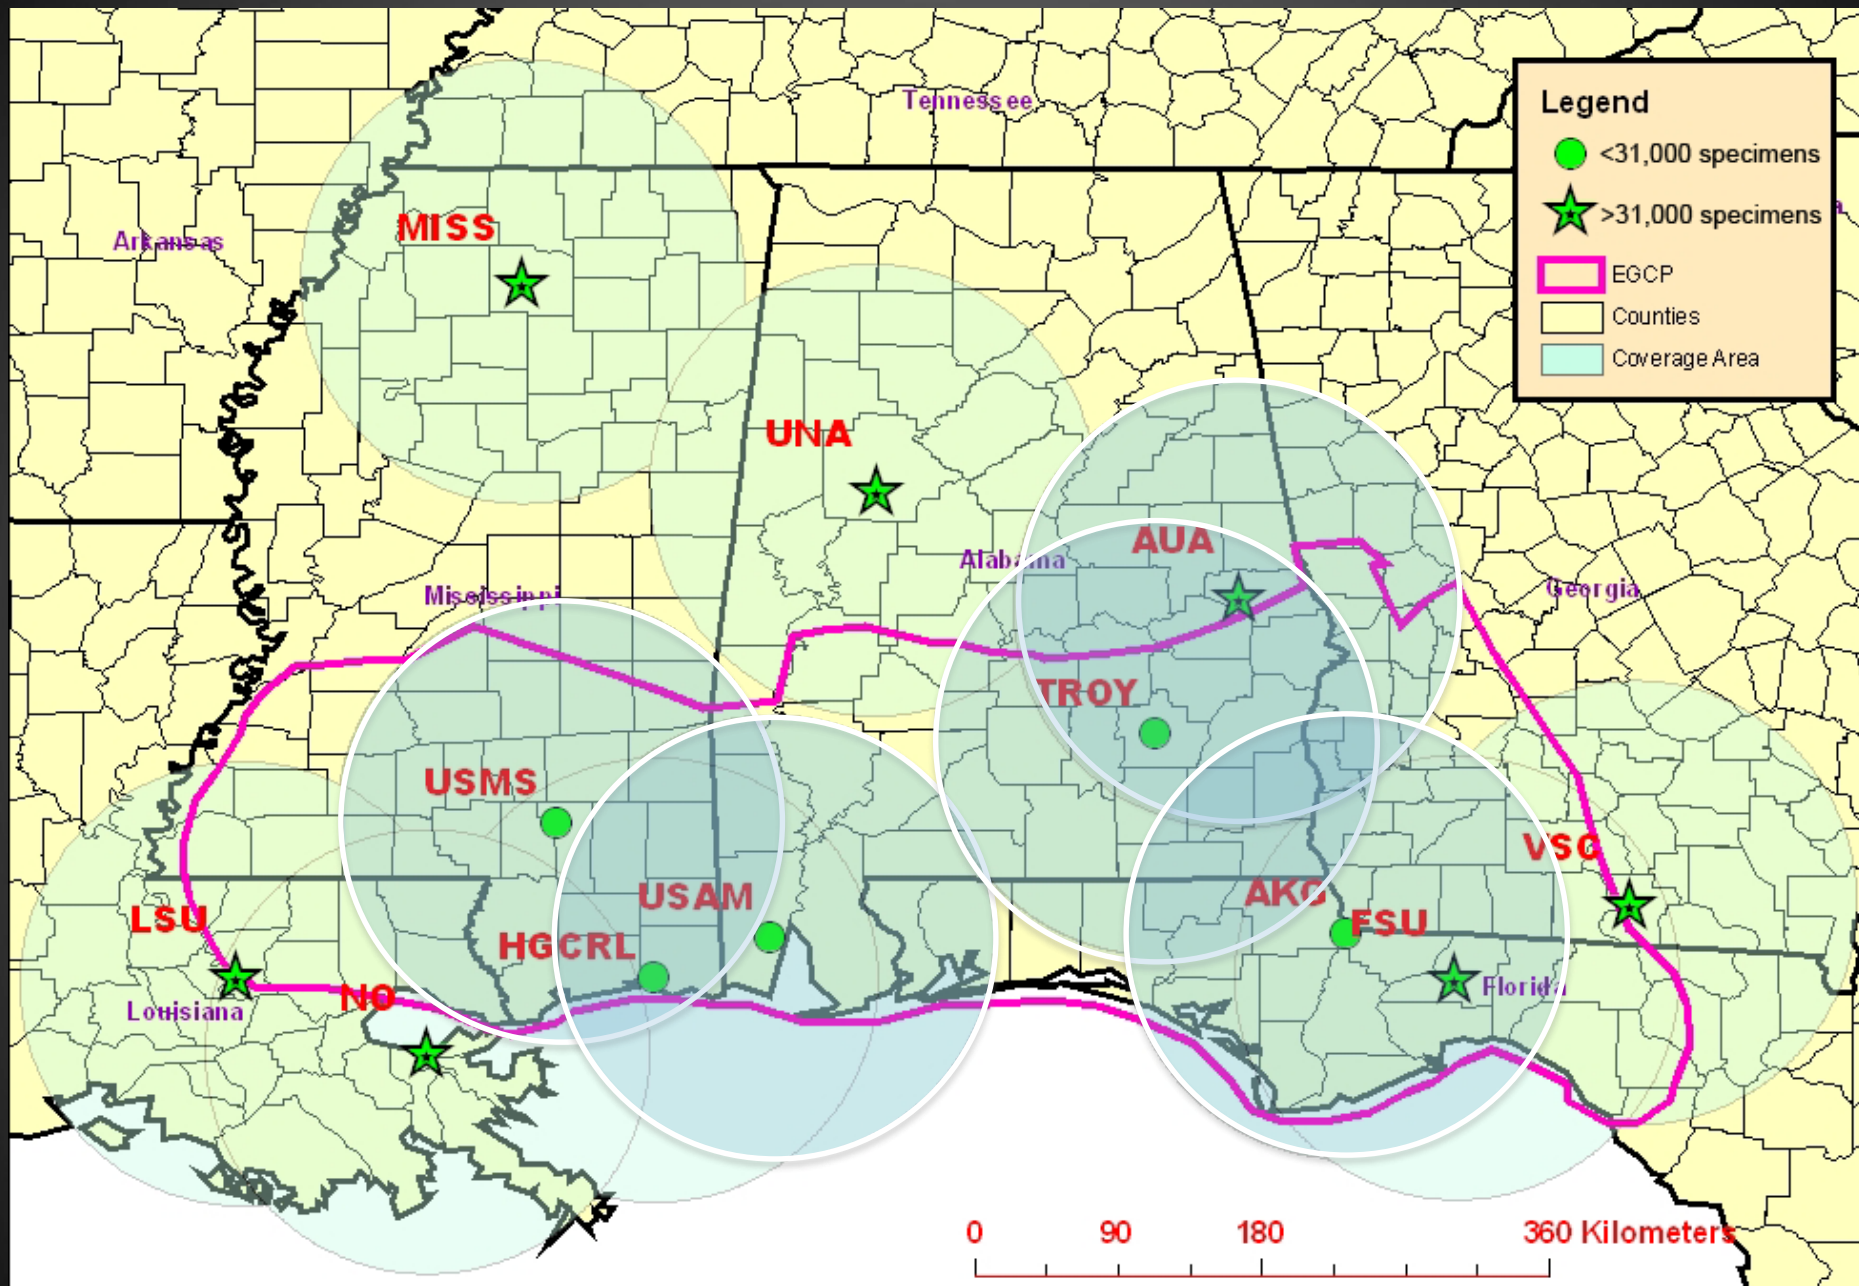 Tennessee
Legend
<31,000 specimens
>31,000 specimens
EGCP
Counties
Coverage Area
a
MISS
Arkansas
UNA
AUA
Alabama
Mississippi
Georgia
TROY
USMS
VSC
USAM
AKG
LSU
FSU
HGCRL
NO
Florida
Louisiana
0 90 180 360 Kilometers